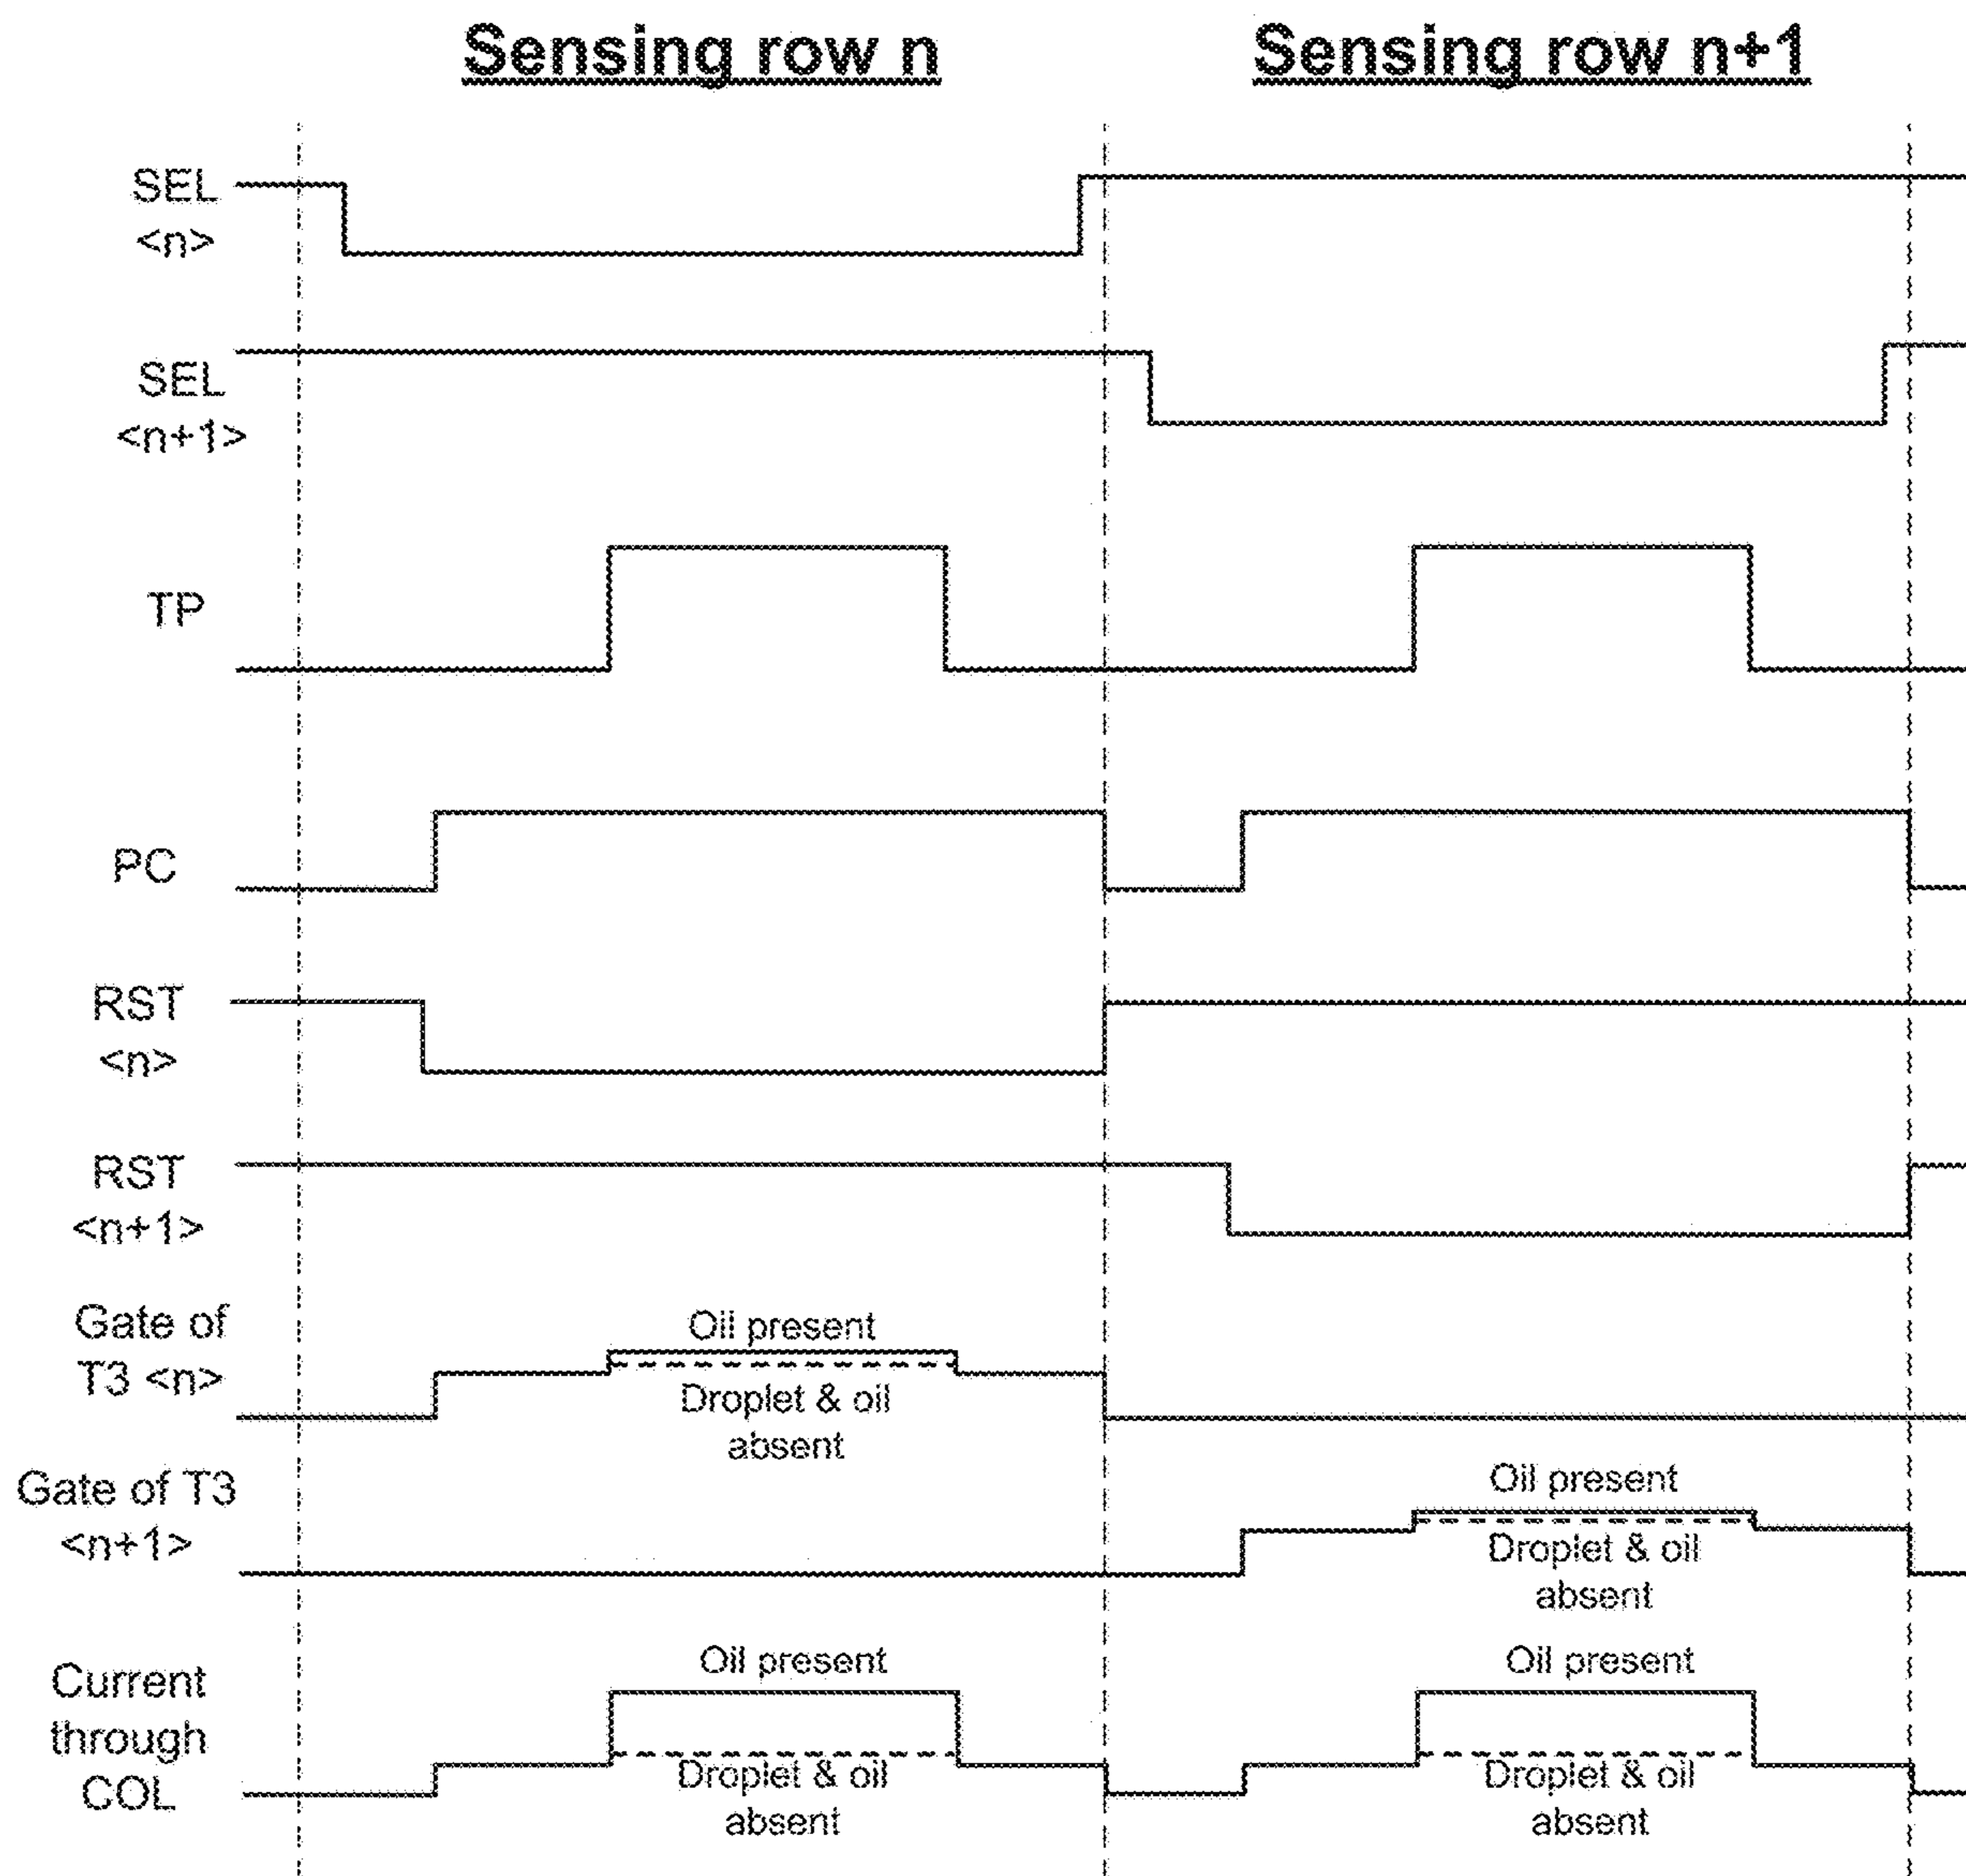 Sensing row n
Sensing row n+1
SEL
<n>
SEL
<n+1>
TP
PC
RST
<n>
RST
<n+1>
Gate of
T3 <n>
Oil present
Droplet & oil
absent
Gate of T3
<n+1>
Oil present
Droplet & oil
absent
Current
through
COL
Oil present
Droplet & oil
absent
Oil present
Droplet & oil
absent